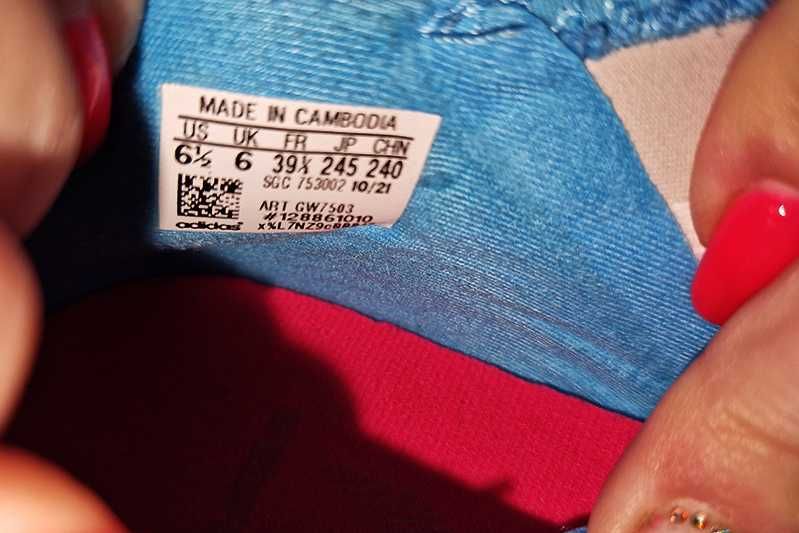 MADE IN CAMBODIA
US UK FR JP CHN
6½ 6 39⅓ 245 240
SGC 753002 10/21
ART GW7503
#128861010
adidas